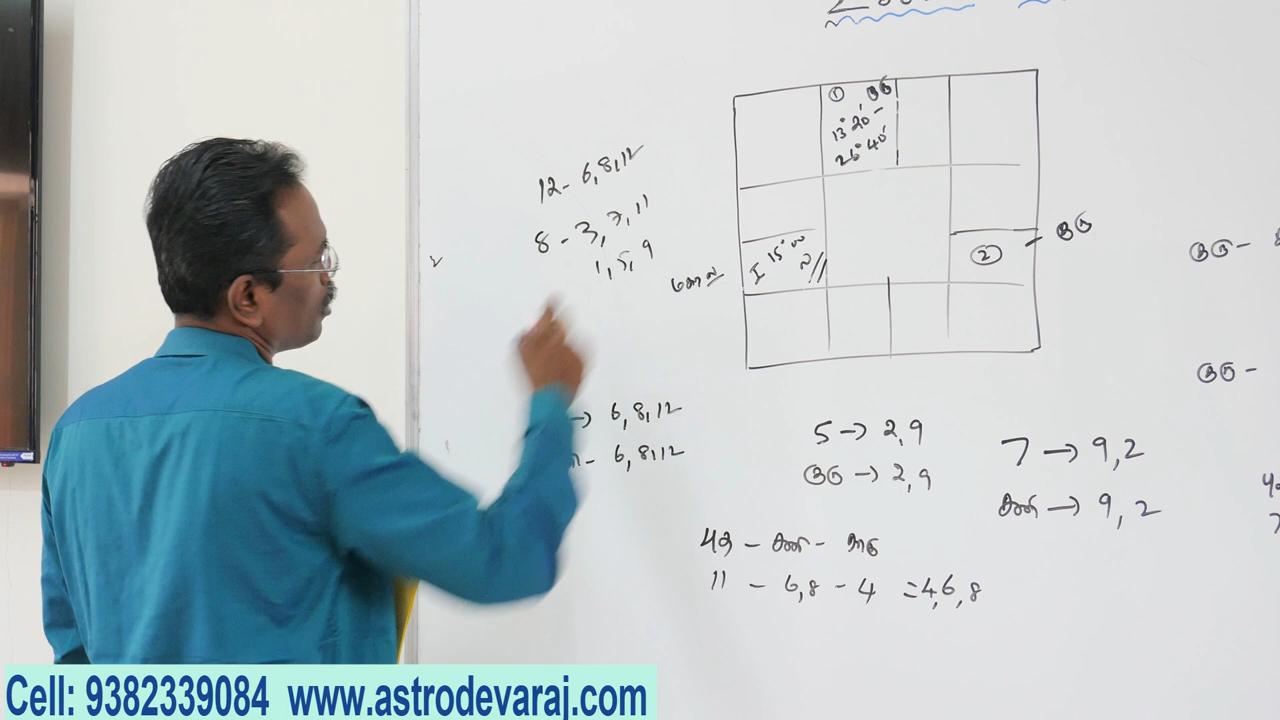 12 - 6,8,12
8 - 3, 7, 11
1, 5, 9
① குரு
13° 20' -
26° 40'
I 15° 00
ல//
②
குரு
குரு -
குரு -
→ 6, 8, 12
- 6, 8, 12
5 → 2, 9
குரு → 2, 9
7 → 9, 2
சனி → 9, 2
புத - சனி -
11 - 6, 8 - 4 = 4, 6, 8
7
Cell: 9382339084 www.astrodevaraj.com